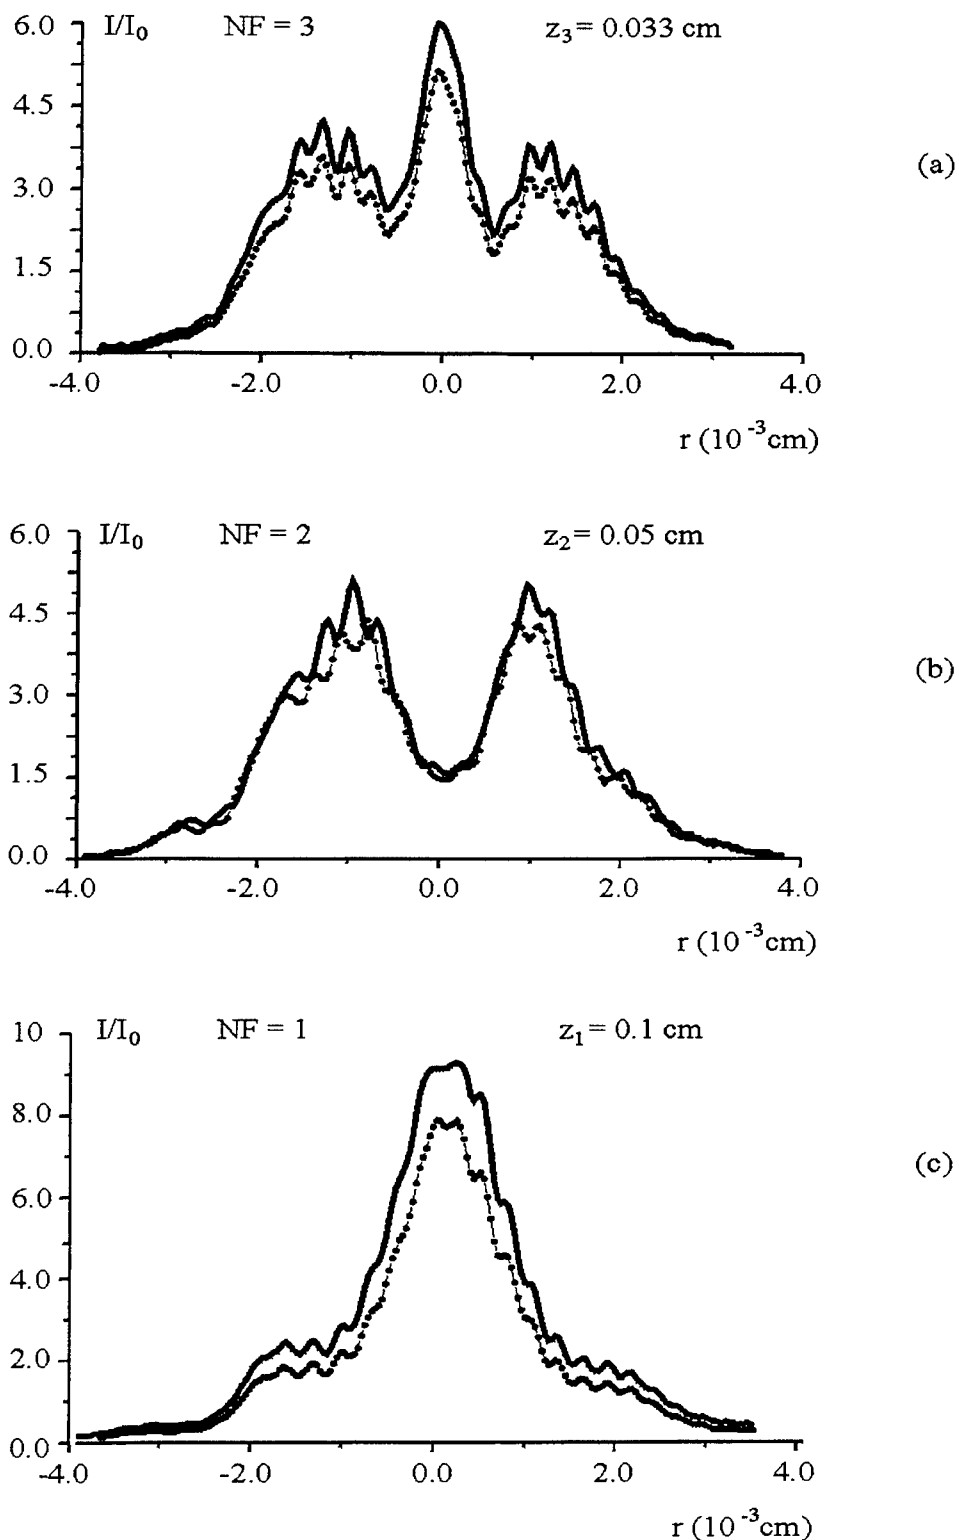 6.0 I/I₀ NF = 3 z₃ = 0.033 cm
4.5
(a)
3.0
1.5
0.0
-4.0 -2.0 0.0 2.0 4.0
r (10⁻³cm)
6.0 I/I₀ NF = 2 z₂ = 0.05 cm
4.5
(b)
3.0
1.5
0.0
-4.0 -2.0 0.0 2.0 4.0
r (10⁻³cm)
10 I/I₀ NF = 1 z₁ = 0.1 cm
8.0
(c)
6.0
4.0
2.0
0.0
-4.0 -2.0 0.0 2.0 4.0
r (10⁻³cm)